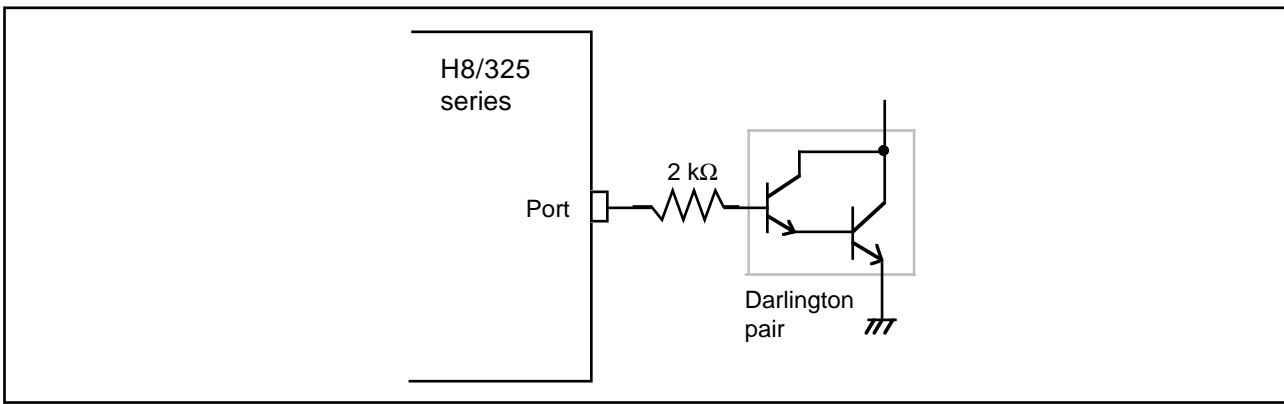 H8/325
series
2 kΩ
Port
Darlington
pair